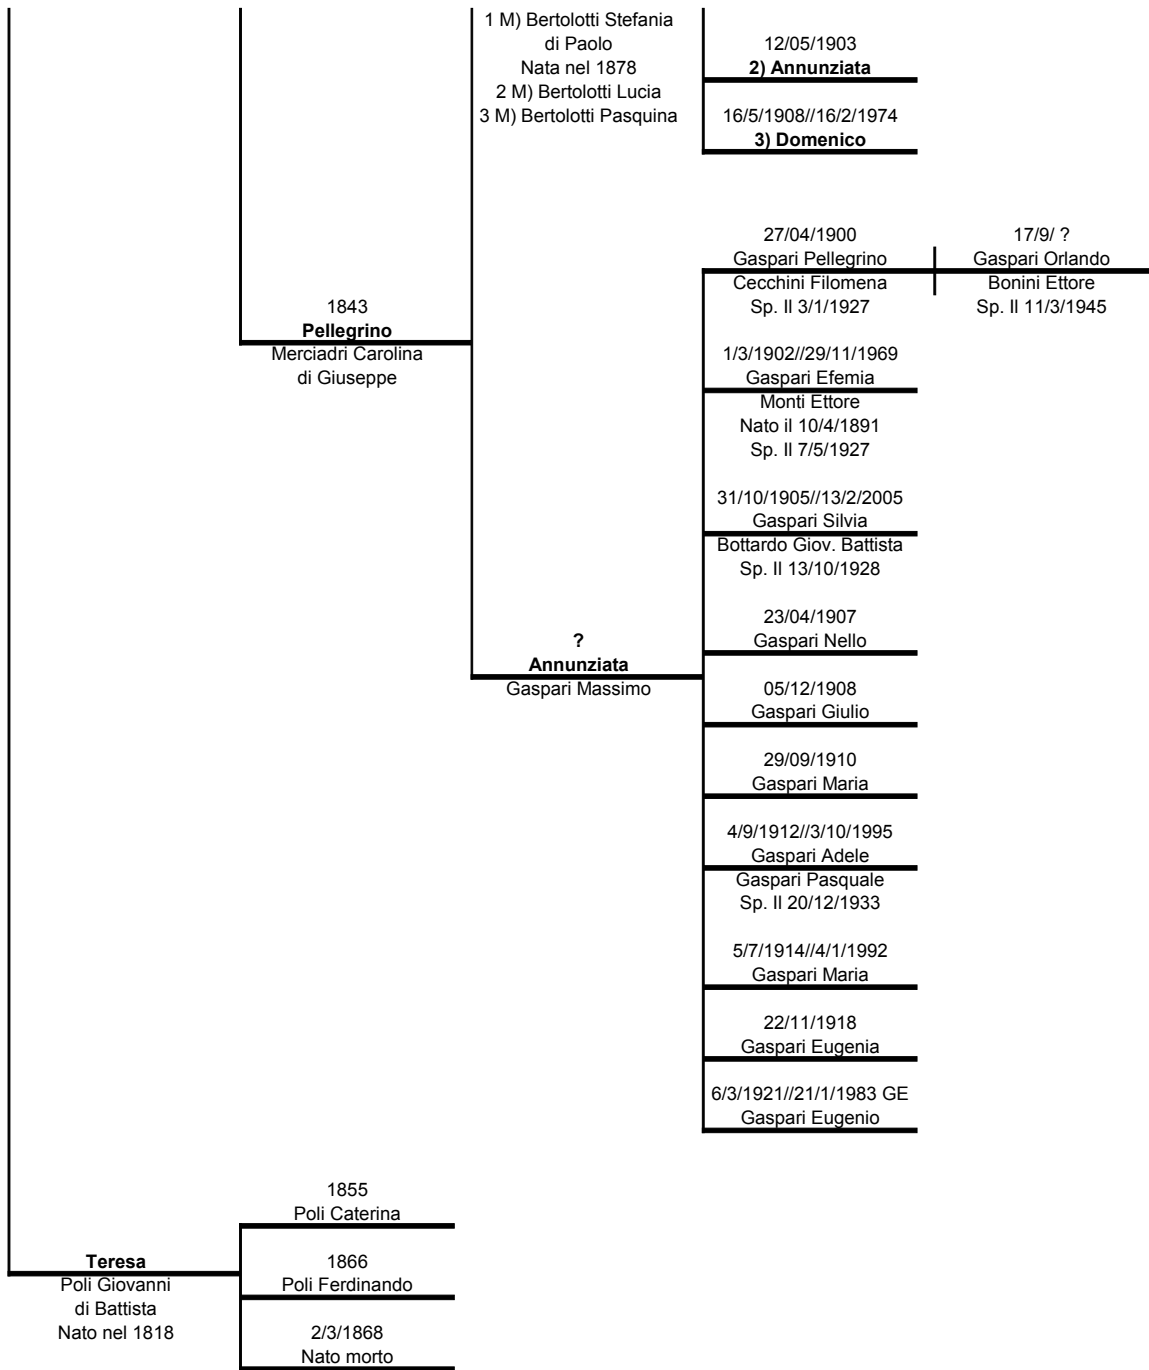 1 M) Bertolotti Stefania
di Paolo
Nata nel 1878
2 M) Bertolotti Lucia
3 M) Bertolotti Pasquina
12/05/1903
2) Annunziata
16/5/1908//16/2/1974
3) Domenico
1843
Pellegrino
Merciadri Carolina
di Giuseppe
27/04/1900
Gaspari Pellegrino
Cecchini Filomena
Sp. Il 3/1/1927
17/9/ ?
Gaspari Orlando
Bonini Ettore
Sp. Il 11/3/1945
1/3/1902//29/11/1969
Gaspari Efemia
Monti Ettore
Nato il 10/4/1891
Sp. Il 7/5/1927
31/10/1905//13/2/2005
Gaspari Silvia
Bottardo Giov. Battista
Sp. Il 13/10/1928
?
Annunziata
Gaspari Massimo
23/04/1907
Gaspari Nello
05/12/1908
Gaspari Giulio
29/09/1910
Gaspari Maria
4/9/1912//3/10/1995
Gaspari Adele
Gaspari Pasquale
Sp. Il 20/12/1933
5/7/1914//4/1/1992
Gaspari Maria
22/11/1918
Gaspari Eugenia
6/3/1921//21/1/1983 GE
Gaspari Eugenio
Teresa
Poli Giovanni
di Battista
Nato nel 1818
1855
Poli Caterina
1866
Poli Ferdinando
2/3/1868
Nato morto